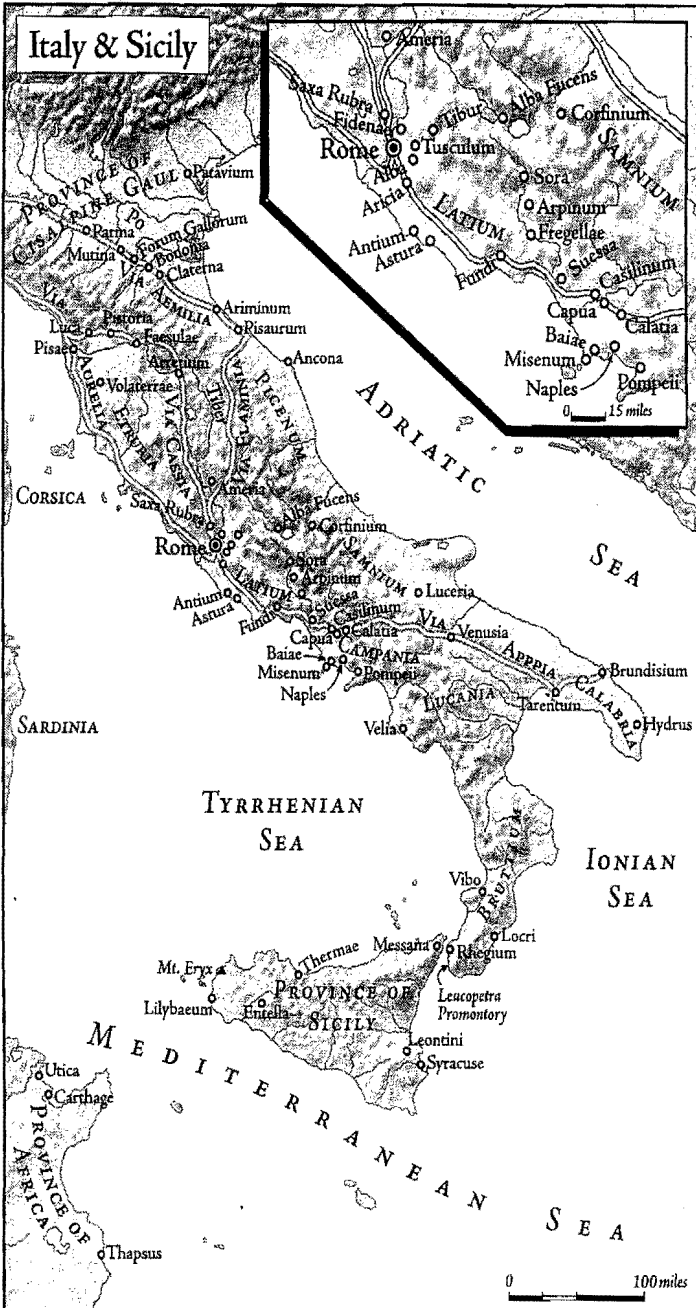 Italy & Sicily
Ameria
Saxa Rubra
Fidenae
Tibur
Alba Fucens
Corfinium
Rome
Tusculum
Alba
Aricia
SAMNIUM
Sora
LATIUM
Arpinum
Fregellae
Antium
Astura
Fundi
Suessa
Casilinum
Capua
Calatia
Baiae
Misenum
Naples
Pompeii
0 15 miles
PROVINCE OF
CISALPINE GAUL
Patavium
Po
Parma
Forum Gallorum
Mutina
Bononia
Claterna
VIA
AEMILIA
VIA
AURELIA
Ariminum
Pisaurum
Luca
Pistoria
Faesulae
Pisae
Arretium
Ancona
Volaterrae
ETRURIA
VIA CASSIA
Tiber
VIA FLAMINIA
PICENUM
ADRIATIC
SEA
CORSICA
Ameria
Saxa Rubra
Alba Fucens
Corfinium
Rome
Sora
SAMNIUM
LATIUM
Arpinum
Luceria
Antium
Astura
Fundi
Suessa
Casilinum
Capua
Calatia
VIA
APPPIA
Venusia
Baiae
CAMPANIA
Misenum
Pompeii
Naples
Brundisium
CALABRIA
LUCANIA
Tarentum
Hydrus
Velia
SARDINIA
TYRRHENIAN
SEA
IONIAN
SEA
BRUTTIUM
Vibo
Locri
Messana
Rhegium
Leucopetra
Promontory
Thermae
Mt. Eryx
PROVINCE OF
SICILY
Lilybaeum
Entella
Leontini
Syracuse
MEDITERRANEAN SEA
Utica
Carthage
PROVINCE OF
AFRICA
Thapsus
0 100 miles